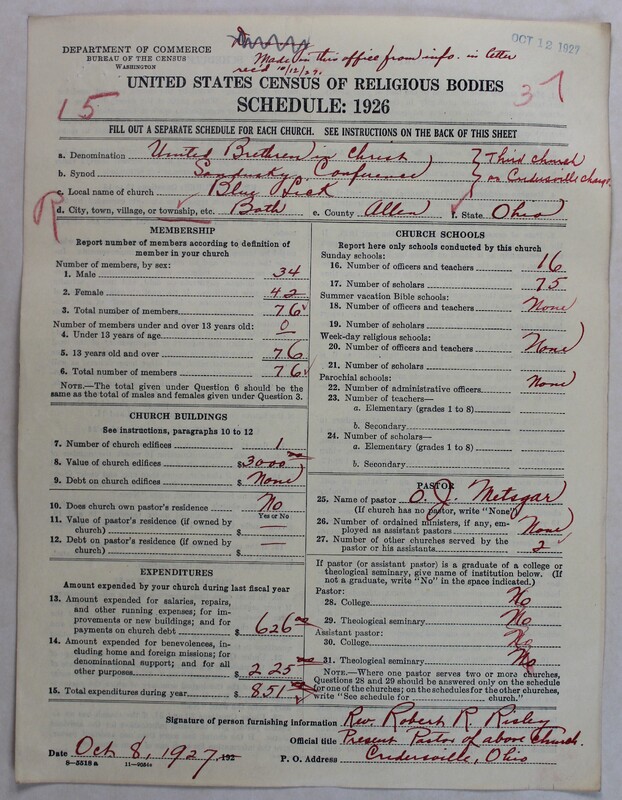 OCT 12 1927
Made in this office from info. in letter
rec'd 10/12/27.
DEPARTMENT OF COMMERCE
BUREAU OF THE CENSUS
WASHINGTON
UNITED STATES CENSUS OF RELIGIOUS BODIES
SCHEDULE: 1926
15
37
FILL OUT A SEPARATE SCHEDULE FOR EACH CHURCH. SEE INSTRUCTIONS ON THE BACK OF THIS SHEET
a. Denomination United Brethren in Christ } Third church
b. Synod Sandusky Conference } on Cridersville charge
c. Local name of church Blue Lick
R
d. City, town, village, or township, etc. Bath e. County Allen f. State Ohio
MEMBERSHIP
Report number of members according to definition of
member in your church
Number of members, by sex:
1. Male 34
2. Female 42
3. Total number of members 76
Number of members under and over 13 years old:
4. Under 13 years of age 0
5. 13 years old and over 76
6. Total number of members 76
NOTE.—The total given under Question 6 should be
same as the total of males and females given under Question 3.
CHURCH BUILDINGS
See instructions, paragraphs 10 to 12
7. Number of church edifices 1
8. Value of church edifices $3000 00
9. Debt on church edifices $ None
10. Does church own pastor's residence No
Yes or No
11. Value of pastor's residence (if owned by
church) $ —
12. Debt on pastor's residence (if owned by
church) $ —
EXPENDITURES
Amount expended by your church during last fiscal year
13. Amount expended for salaries, repairs,
and other running expenses; for im-
provements or new buildings; and for
payments on church debt $ 626 00
14. Amount expended for benevolences, in-
cluding home and foreign missions; for
denominational support; and for all
other purposes $ 225
15. Total expenditures during year $ 851
CHURCH SCHOOLS
Report here only schools conducted by this church
Sunday schools:
16. Number of officers and teachers 16
17. Number of scholars 75
Summer vacation Bible schools:
18. Number of officers and teachers None
19. Number of scholars
Week-day religious schools:
20. Number of officers and teachers None
21. Number of scholars
Parochial schools:
22. Number of administrative officers None
23. Number of teachers—
a. Elementary (grades 1 to 8)
b. Secondary
24. Number of scholars—
a. Elementary (grades 1 to 8)
b. Secondary
PASTOR
25. Name of pastor O. J. Metsgar
(If church has no pastor, write "None")
26. Number of ordained ministers, if any, em-
ployed as assistant pastors None
27. Number of other churches served by the
pastor or his assistants 2
If pastor (or assistant pastor) is a graduate of a college or
theological seminary, give name of institution below. (If
not a graduate, write "No" in the space indicated.)
Pastor:
28. College No
29. Theological seminary No
Assistant pastor:
30. College No
31. Theological seminary No
NOTE.—Where one pastor serves two or more churches,
Questions 28 and 29 should be answered only on the schedule
for one of the churches; on the schedules for the other churches,
write "See schedule for church."
Signature of person furnishing information Rev. Robert R. Risley
Official title Present Pastor of above church.
Date Oct 8, 1927, 192 P. O. Address Cridersville, Ohio
8—5518a